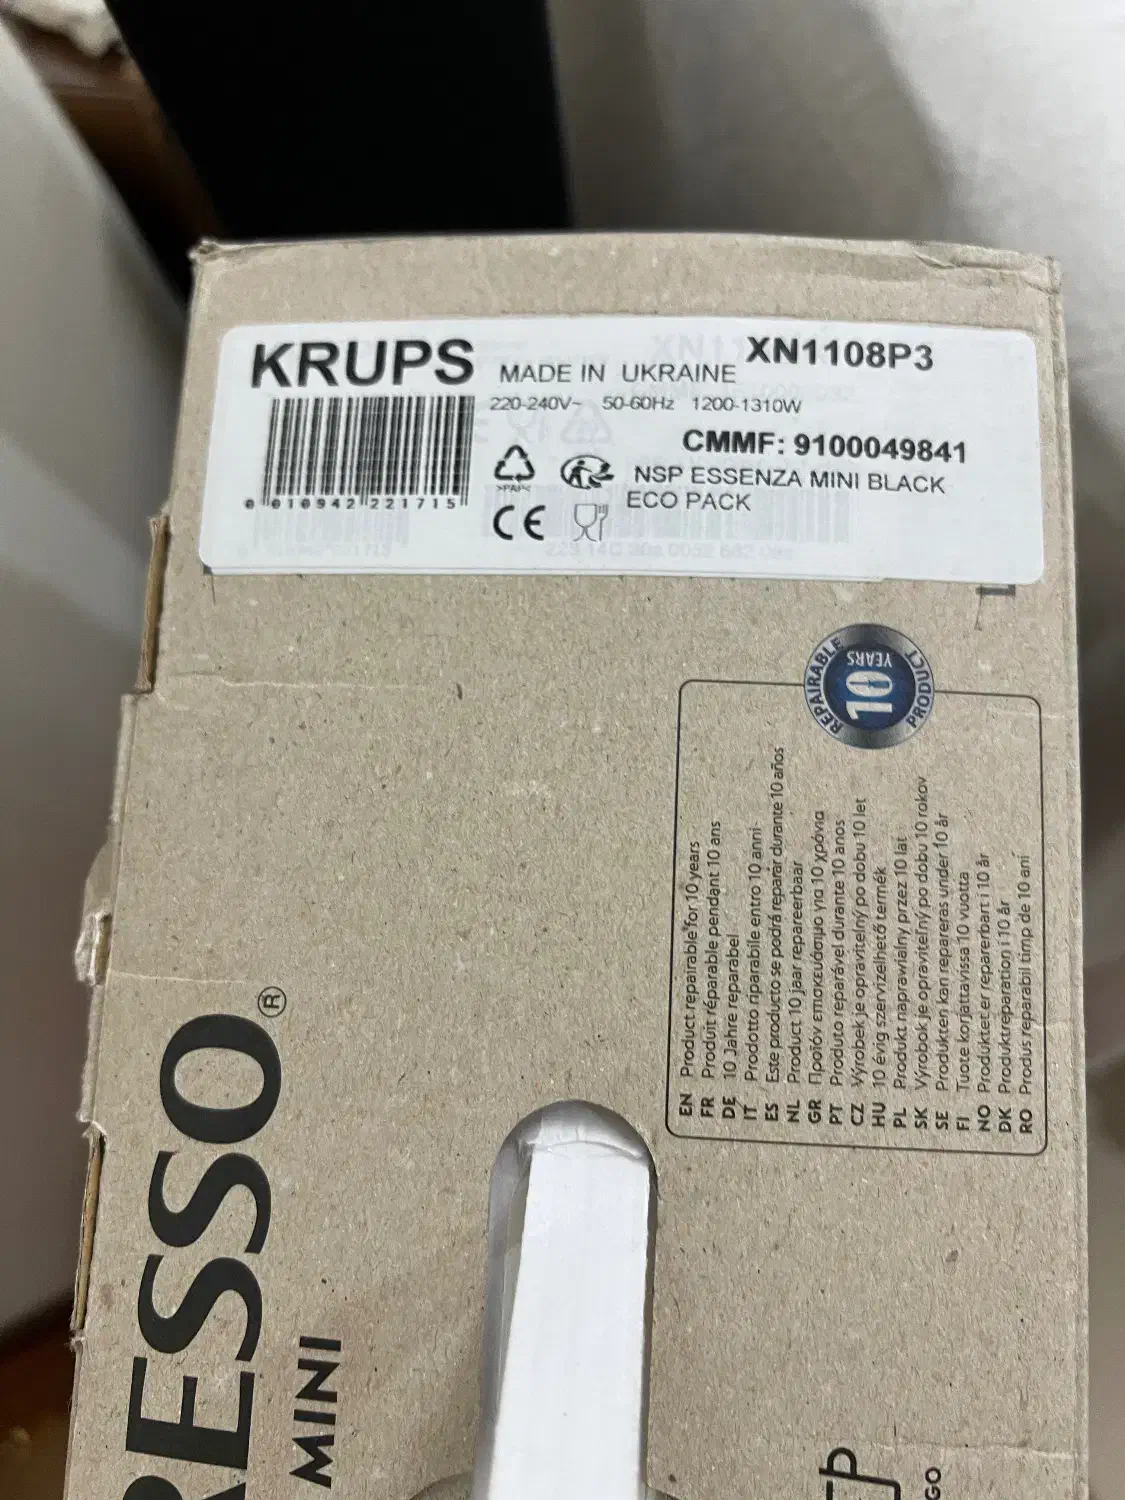 KRUPS
MADE IN UKRAINE
XN1108P3
220-240V~ 50-60Hz 1200-1310W
CMMF: 9100049841
NSP ESSENZA MINI BLACK
ECO PACK
>PAP<
CE
0 010942 221715
REPAIRABLE
10
YEARS
PRODUCT
EN Product repairable for 10 years
FR Produit réparable pendant 10 ans
DE 10 Jahre reparabel
IT Prodotto riparabile entro 10 anni
ES Este producto se podrá reparar durante 10 años
NL Product 10 jaar repareerbaar
GR Προϊόν επισκευάσιμο για 10 χρόνια
PT Produto reparável durante 10 anos
CZ Výrobek je opravitelný po dobu 10 let
HU 10 évig szervizelhető termék
PL Produkt naprawialny przez 10 lat
SK Výrobok je opraviteľný po dobu 10 rokov
SE Produkten kan repareras under 10 år
FI Tuote korjattavissa 10 vuotta
NO Produktet er reparerbart i 10 år
DK Produktreparation i 10 år
RO Produs reparabil timp de 10 ani
RESSO®
MINI
GO